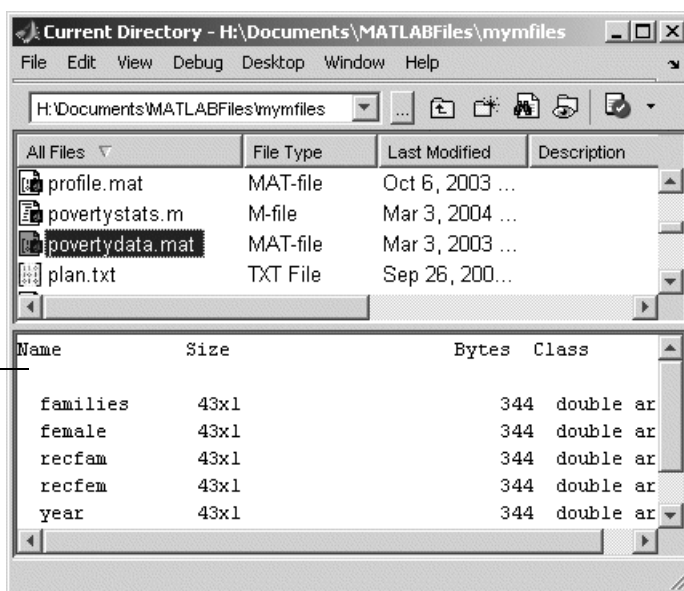 Current Directory - H:\Documents\MATLABFiles\mymfiles
File Edit View Debug Desktop Window Help
H:\Documents\MATLABFiles\mymfiles ...
All Files File Type Last Modified Description
profile.mat MAT-file Oct 6, 2003 ...
povertystats.m M-file Mar 3, 2004 ...
povertydata.mat MAT-file Mar 3, 2003 ...
plan.txt TXT File Sep 26, 200...
Name Size Bytes Class
families 43x1 344 double ar
female 43x1 344 double ar
recfam 43x1 344 double ar
recfem 43x1 344 double ar
year 43x1 344 double ar